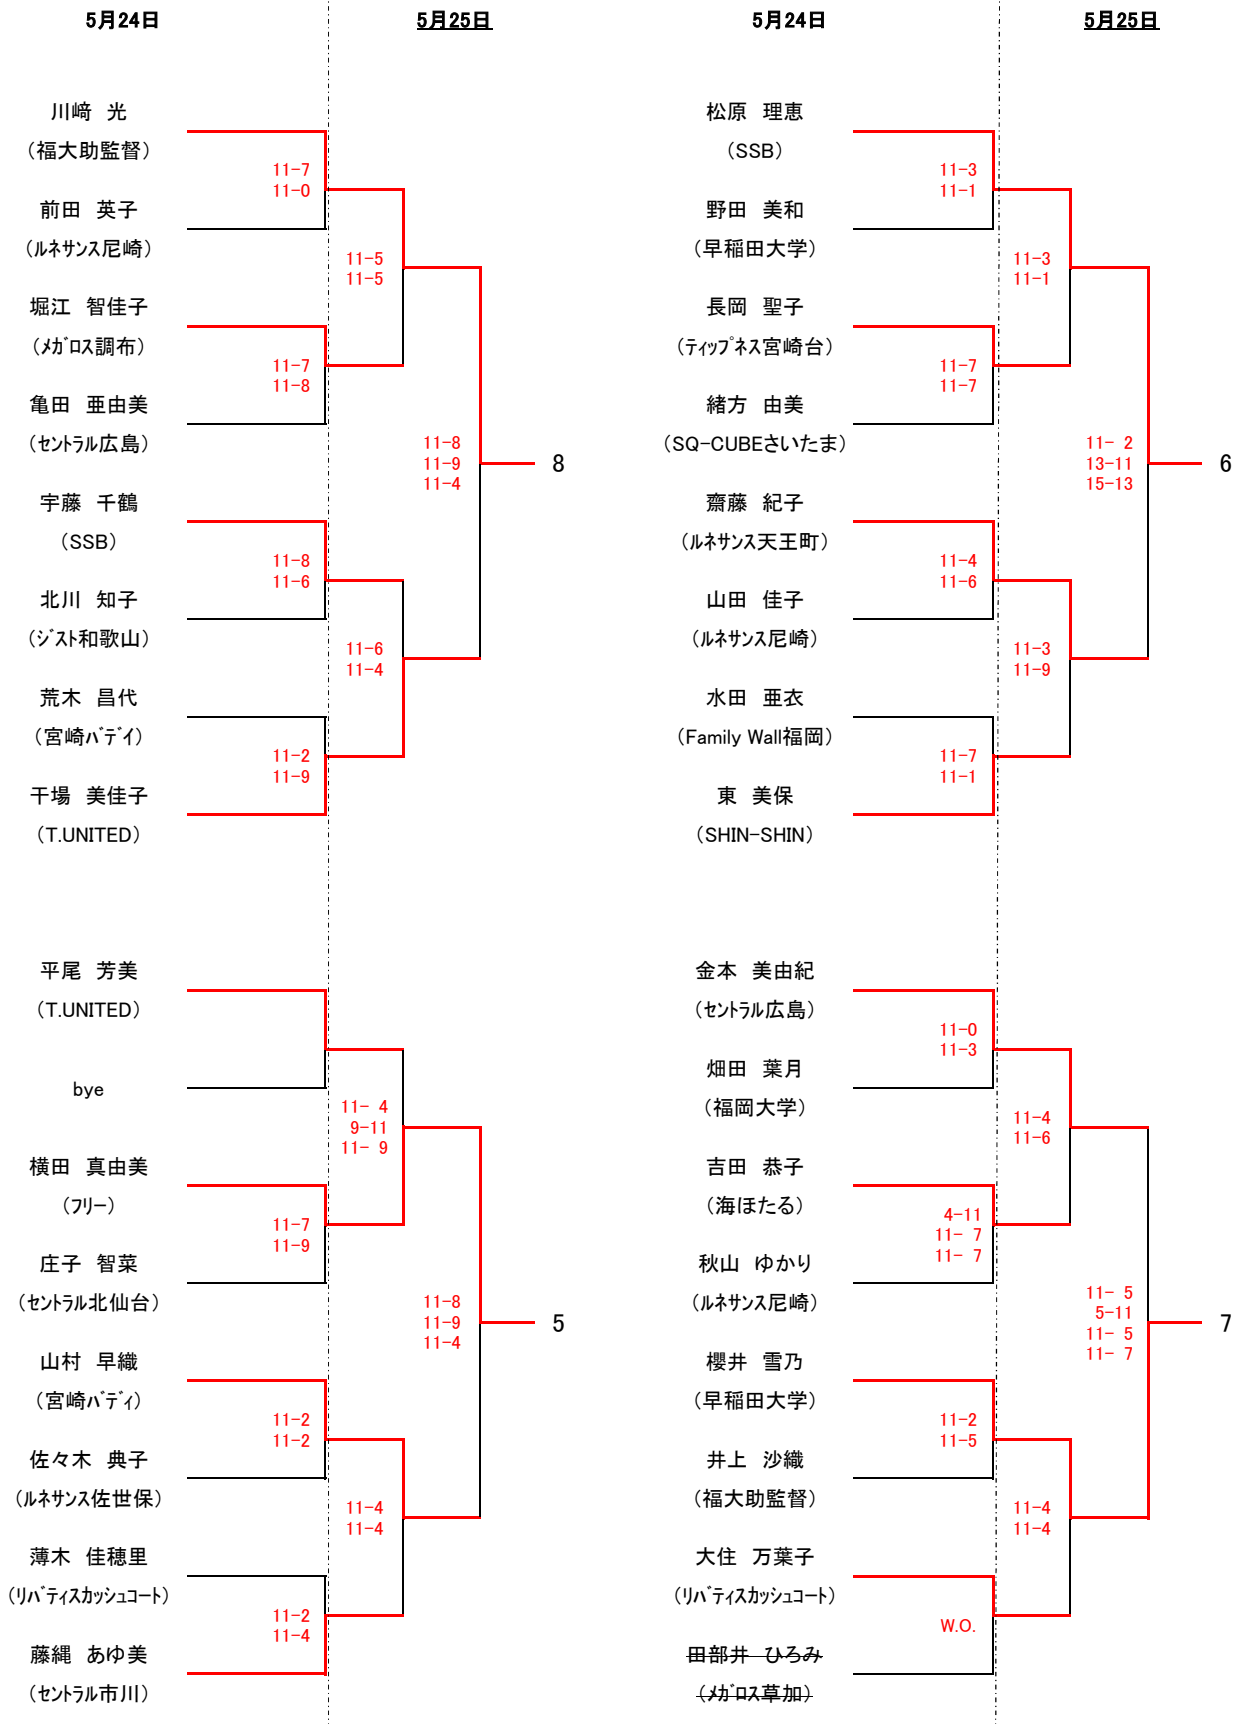 5月24日
5月25日
5月24日
5月25日
川﨑 光
(福大助監督)
11-7
11-0
前田 英子
(ルネサンス尼崎)
11-5
11-5
堀江 智佳子
(メガロス調布)
11-7
11-8
亀田 亜由美
(セントラル広島)
11-8
11-9
11-4
8
宇藤 千鶴
(SSB)
11-8
11-6
北川 知子
(ジスト和歌山)
11-6
11-4
荒木 昌代
(宮崎バデイ)
11-2
11-9
干場 美佳子
(T.UNITED)
松原 理恵
(SSB)
11-3
11-1
野田 美和
(早稲田大学)
11-3
11-1
長岡 聖子
(ティップネス宮崎台)
11-7
11-7
緒方 由美
(SQ-CUBEさいたま)
11- 2
13-11
15-13
6
齋藤 紀子
(ルネサンス天王町)
11-4
11-6
山田 佳子
(ルネサンス尼崎)
11-3
11-9
水田 亜衣
(Family Wall福岡)
11-7
11-1
東 美保
(SHIN-SHIN)
平尾 芳美
(T.UNITED)
bye
11- 4
9-11
11- 9
横田 真由美
(フリー)
11-7
11-9
庄子 智菜
(セントラル北仙台)
11-8
11-9
11-4
5
山村 早織
(宮崎バディ)
11-2
11-2
佐々木 典子
(ルネサンス佐世保)
11-4
11-4
薄木 佳穂里
(リバティスカッシュコート)
11-2
11-4
藤縄 あゆ美
(セントラル市川)
金本 美由紀
(セントラル広島)
11-0
11-3
畑田 葉月
(福岡大学)
11-4
11-6
吉田 恭子
(海ほたる)
4-11
11- 7
11- 7
秋山 ゆかり
(ルネサンス尼崎)
11- 5
5-11
11- 5
11- 7
7
櫻井 雪乃
(早稲田大学)
11-2
11-5
井上 沙織
(福大助監督)
11-4
11-4
大住 万葉子
(リバティスカッシュコート)
W.O.
田部井 ひろみ
(メガロス草加)